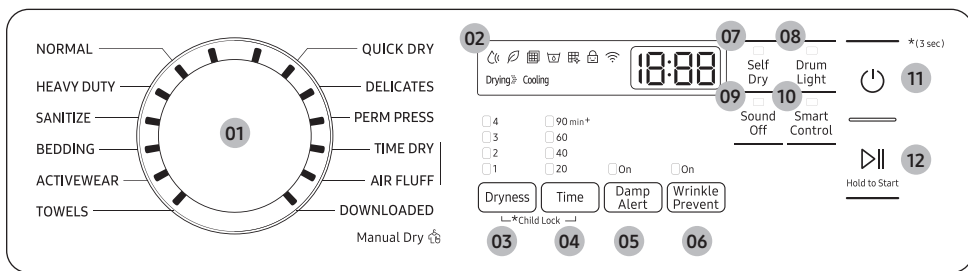 NORMAL
HEAVY DUTY
SANITIZE
BEDDING
ACTIVEWEAR
TOWELS
01
QUICK DRY
DELICATES
PERM PRESS
TIME DRY
AIR FLUFF
DOWNLOADED
Manual Dry
02
Drying Cooling
18:88
4
3
2
1
90 min+
60
40
20
On
On
Dryness
Time
Damp
Alert
Wrinkle
Prevent
*Child Lock
03
04
05
06
07
08
Self
Dry
Drum
Light
09
10
Sound
Off
Smart
Control
*(3 sec)
11
12
Hold to Start